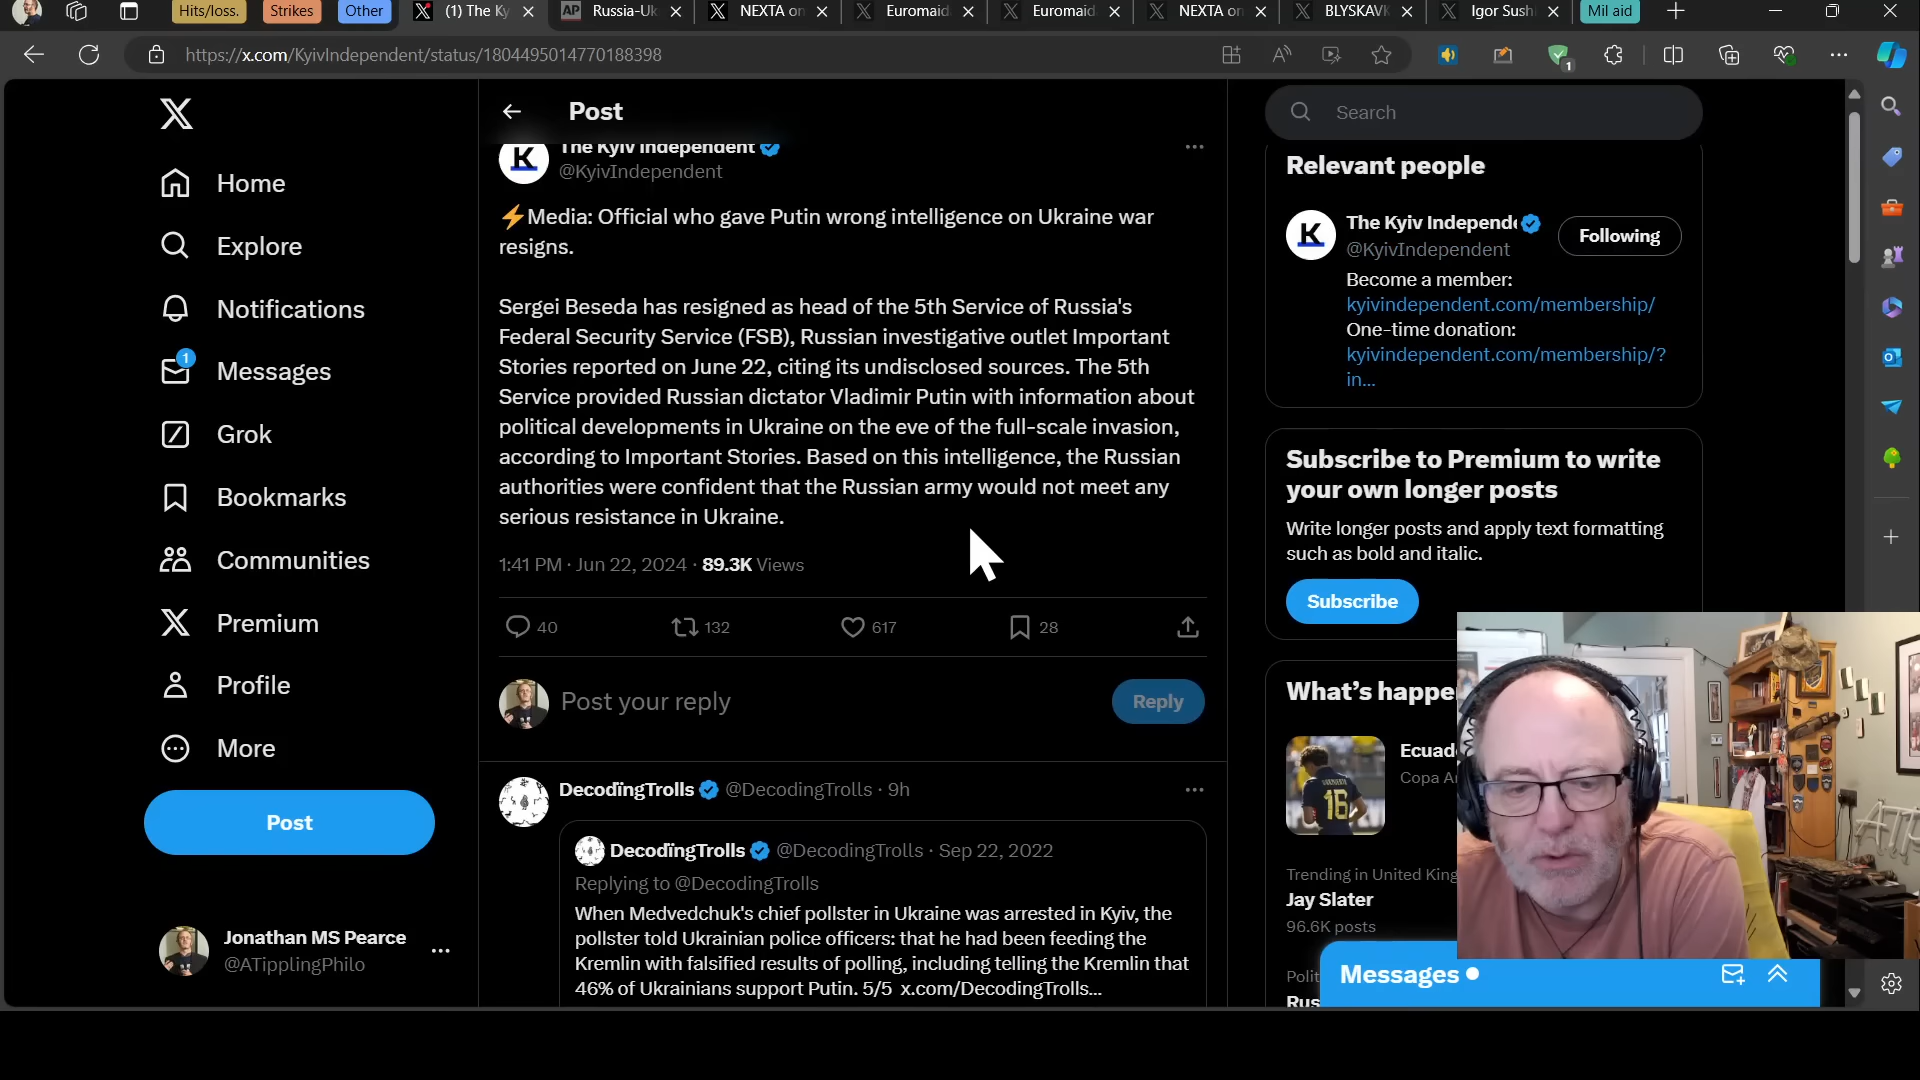 Hits/loss.
Strikes
Other
(1) The Ky
Russia-Uk
NEXTA on
Euromaid
Euromaid
NEXTA on
BLYSKAVK
Igor Sushi
Mil aid
https://x.com/KyivIndependent/status/1804495014770188398
Home
Explore
Notifications
1
Messages
Grok
Bookmarks
Communities
Premium
Profile
More
Post
Jonathan MS Pearce
@ATipplingPhilo
Post
The Kyiv Independent
@KyivIndependent
⚡Media: Official who gave Putin wrong intelligence on Ukraine war
resigns.
Sergei Beseda has resigned as head of the 5th Service of Russia's
Federal Security Service (FSB), Russian investigative outlet Important
Stories reported on June 22, citing its undisclosed sources. The 5th
Service provided Russian dictator Vladimir Putin with information about
political developments in Ukraine on the eve of the full-scale invasion,
according to Important Stories. Based on this intelligence, the Russian
authorities were confident that the Russian army would not meet any
serious resistance in Ukraine.
1:41 PM · Jun 22, 2024 · 89.3K Views
40 132 617 28
Post your reply
Reply
DecodingTrolls @DecodingTrolls · 9h
DecodingTrolls @DecodingTrolls · Sep 22, 2022
Replying to @DecodingTrolls
When Medvedchuk's chief pollster in Ukraine was arrested in Kyiv, the
pollster told Ukrainian police officers: that he had been feeding the
Kremlin with falsified results of polling, including telling the Kremlin that
46% of Ukrainians support Putin. 5/5 x.com/DecodingTrolls...
Search
Relevant people
The Kyiv Independe
@KyivIndependent
Following
Become a member:
kyivindependent.com/membership/
One-time donation:
kyivindependent.com/membership/?
in...
Subscribe to Premium to write
your own longer posts
Write longer posts and apply text formatting
such as bold and italic.
Subscribe
What's happe
Ecuad
Copa A
16
Trending in United King
Jay Slater
96.6K posts
Polit
Rus
Messages